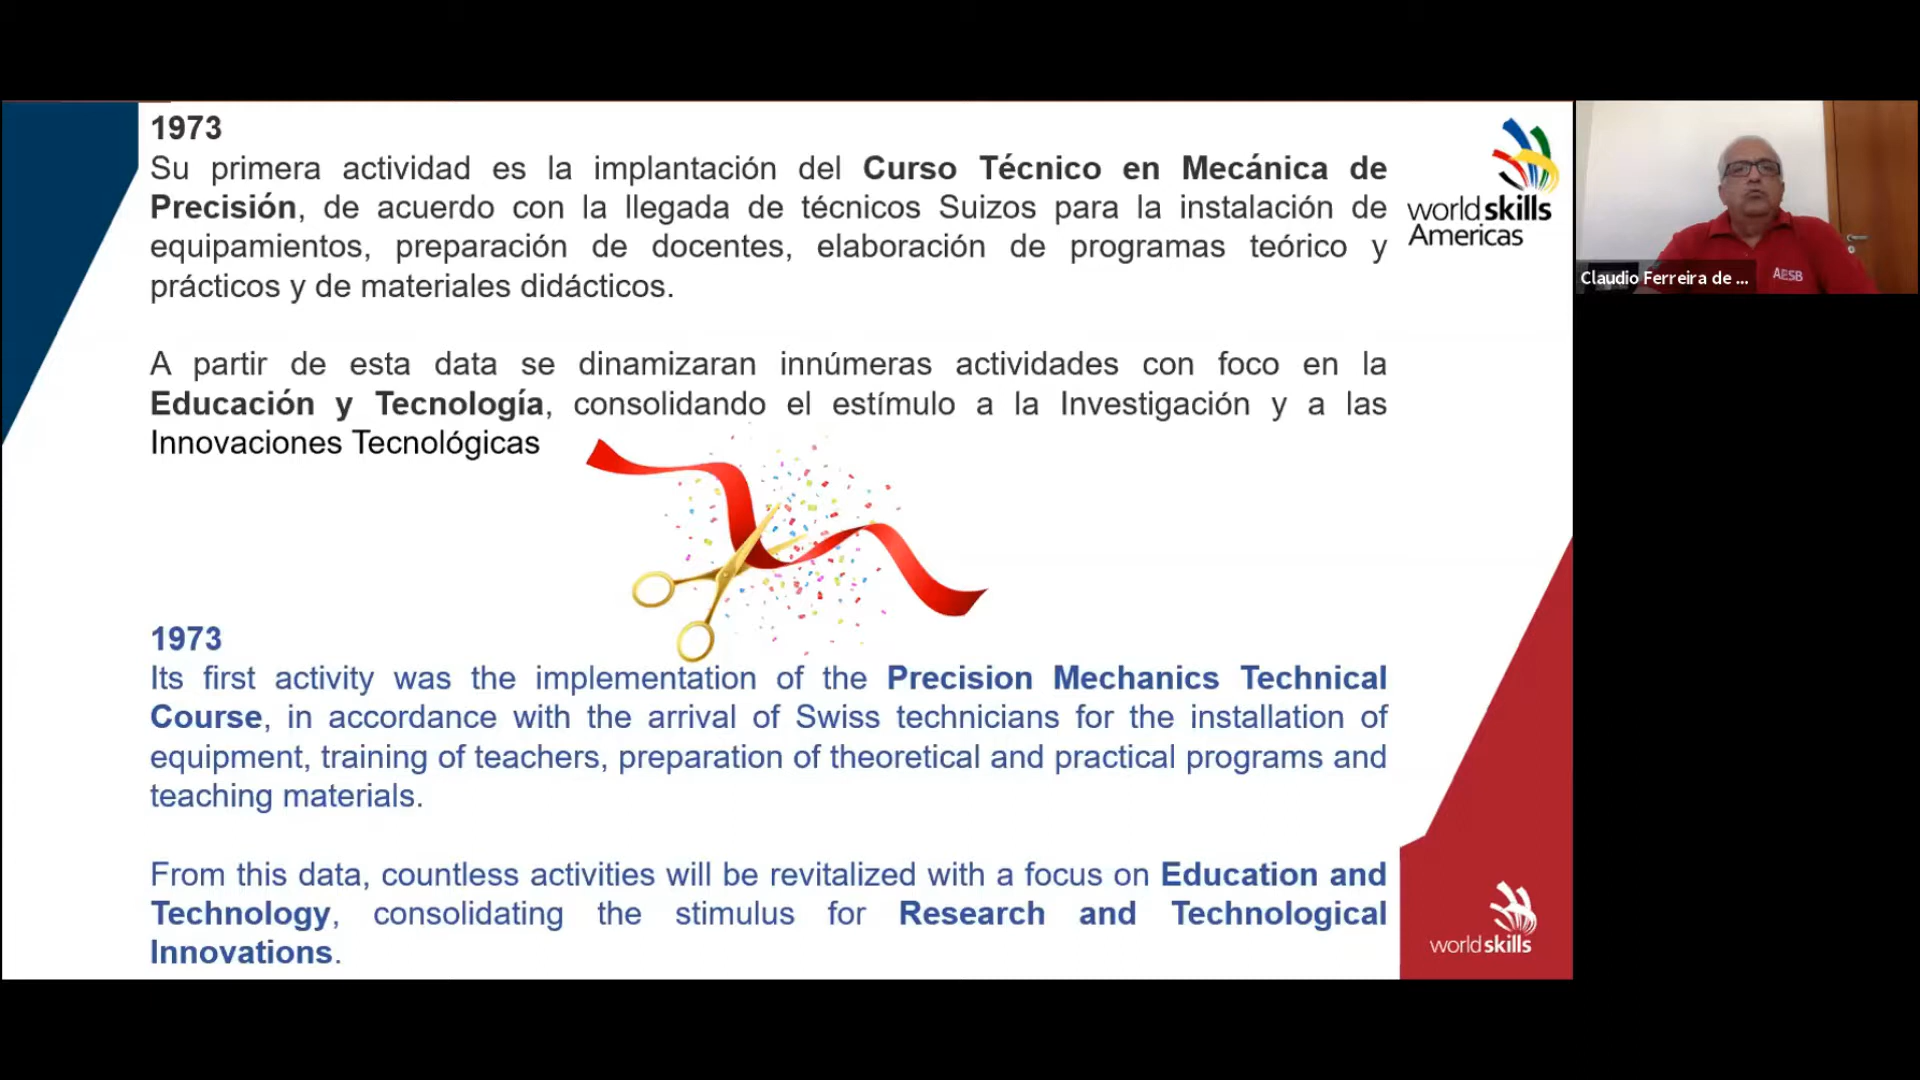 1973
Su primera actividad es la implantación del Curso Técnico en Mecánica de
Precisión, de acuerdo con la llegada de técnicos Suizos para la instalación de
equipamientos, preparación de docentes, elaboración de programas teórico y
prácticos y de materiales didácticos.
A partir de esta data se dinamizaran innúmeras actividades con foco en la
Educación y Tecnología, consolidando el estímulo a la Investigación y a las
Innovaciones Tecnológicas
1973
Its first activity was the implementation of the Precision Mechanics Technical
Course, in accordance with the arrival of Swiss technicians for the installation of
equipment, training of teachers, preparation of theoretical and practical programs and
teaching materials.
From this data, countless activities will be revitalized with a focus on Education and
Technology, consolidating the stimulus for Research and Technological
Innovations.
worldskills
Americas
worldskills
Claudio Ferreira de ...
AESB